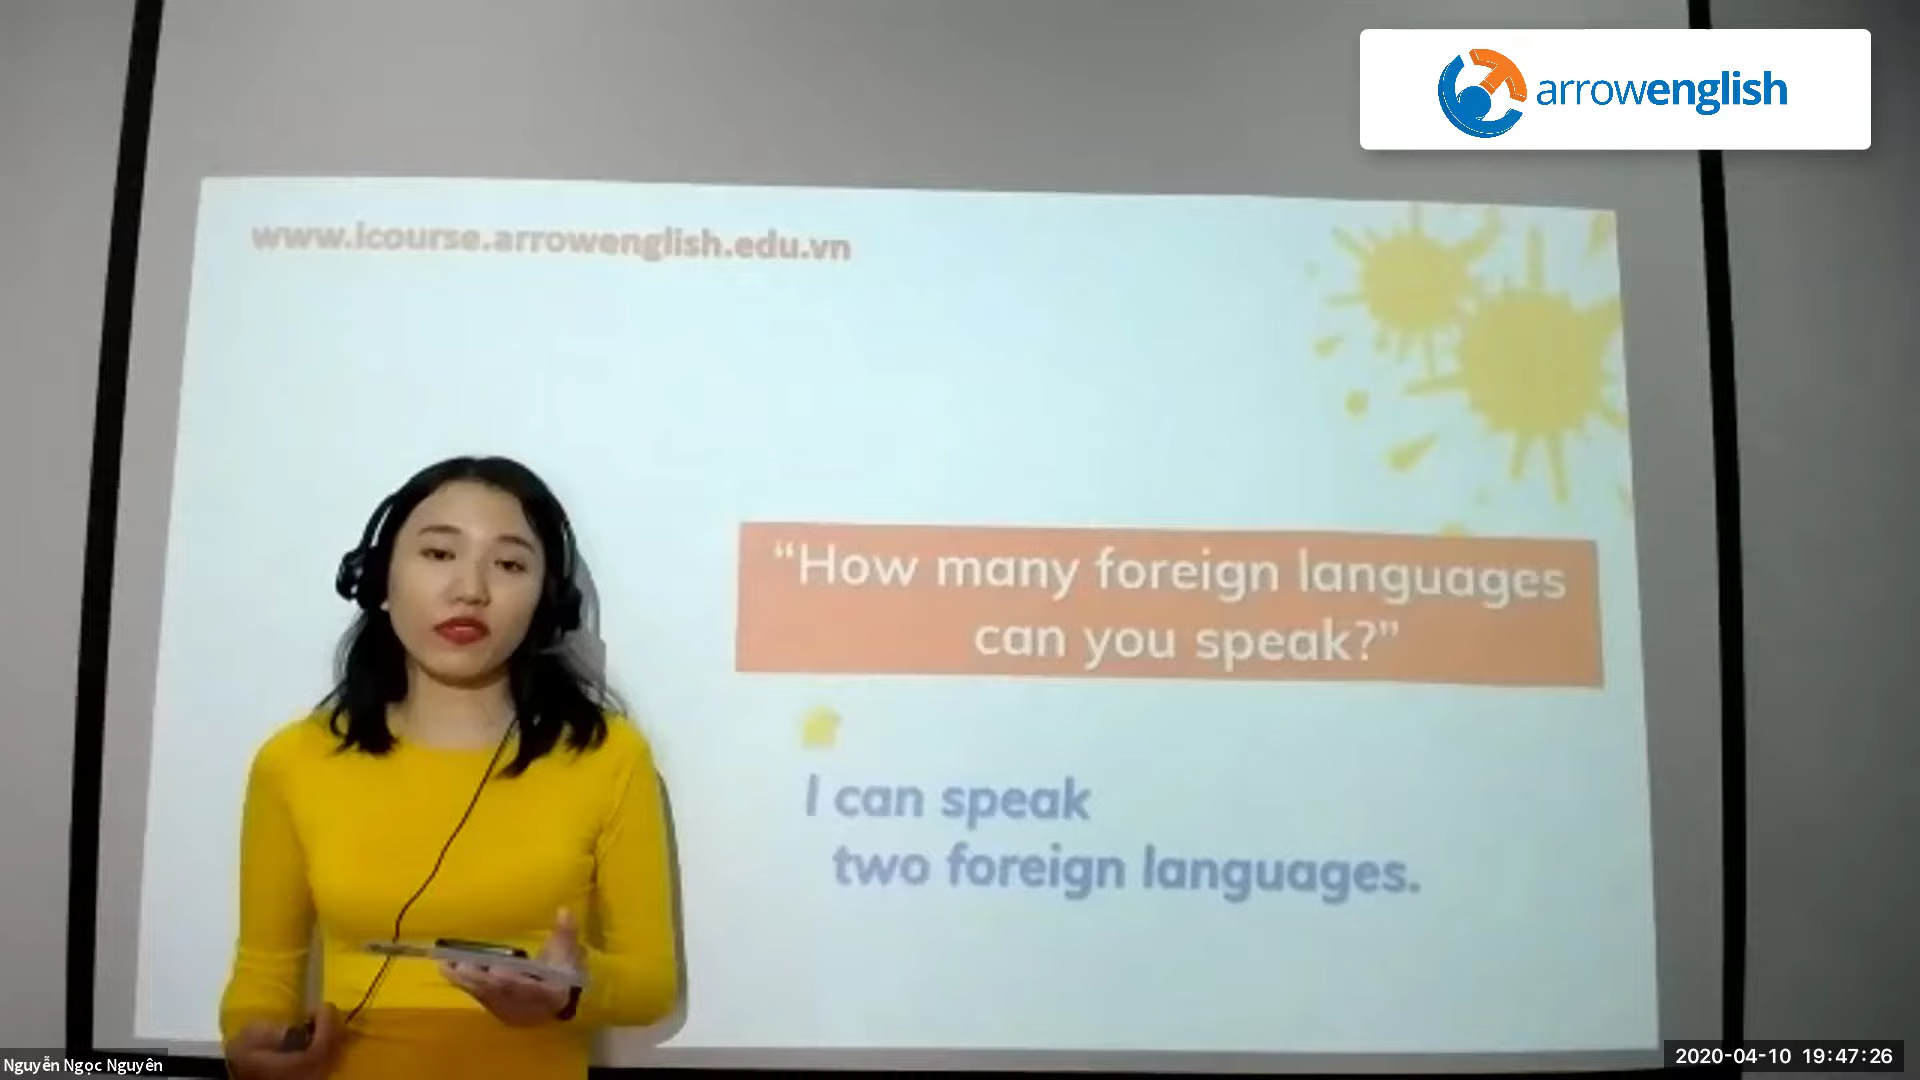 arrowenglish
www.icourse.arrowenglish.edu.vn
“How many foreign languages
can you speak?”
I can speak
two foreign languages.
Nguyễn Ngọc Nguyên
2020-04-10 19:47:26